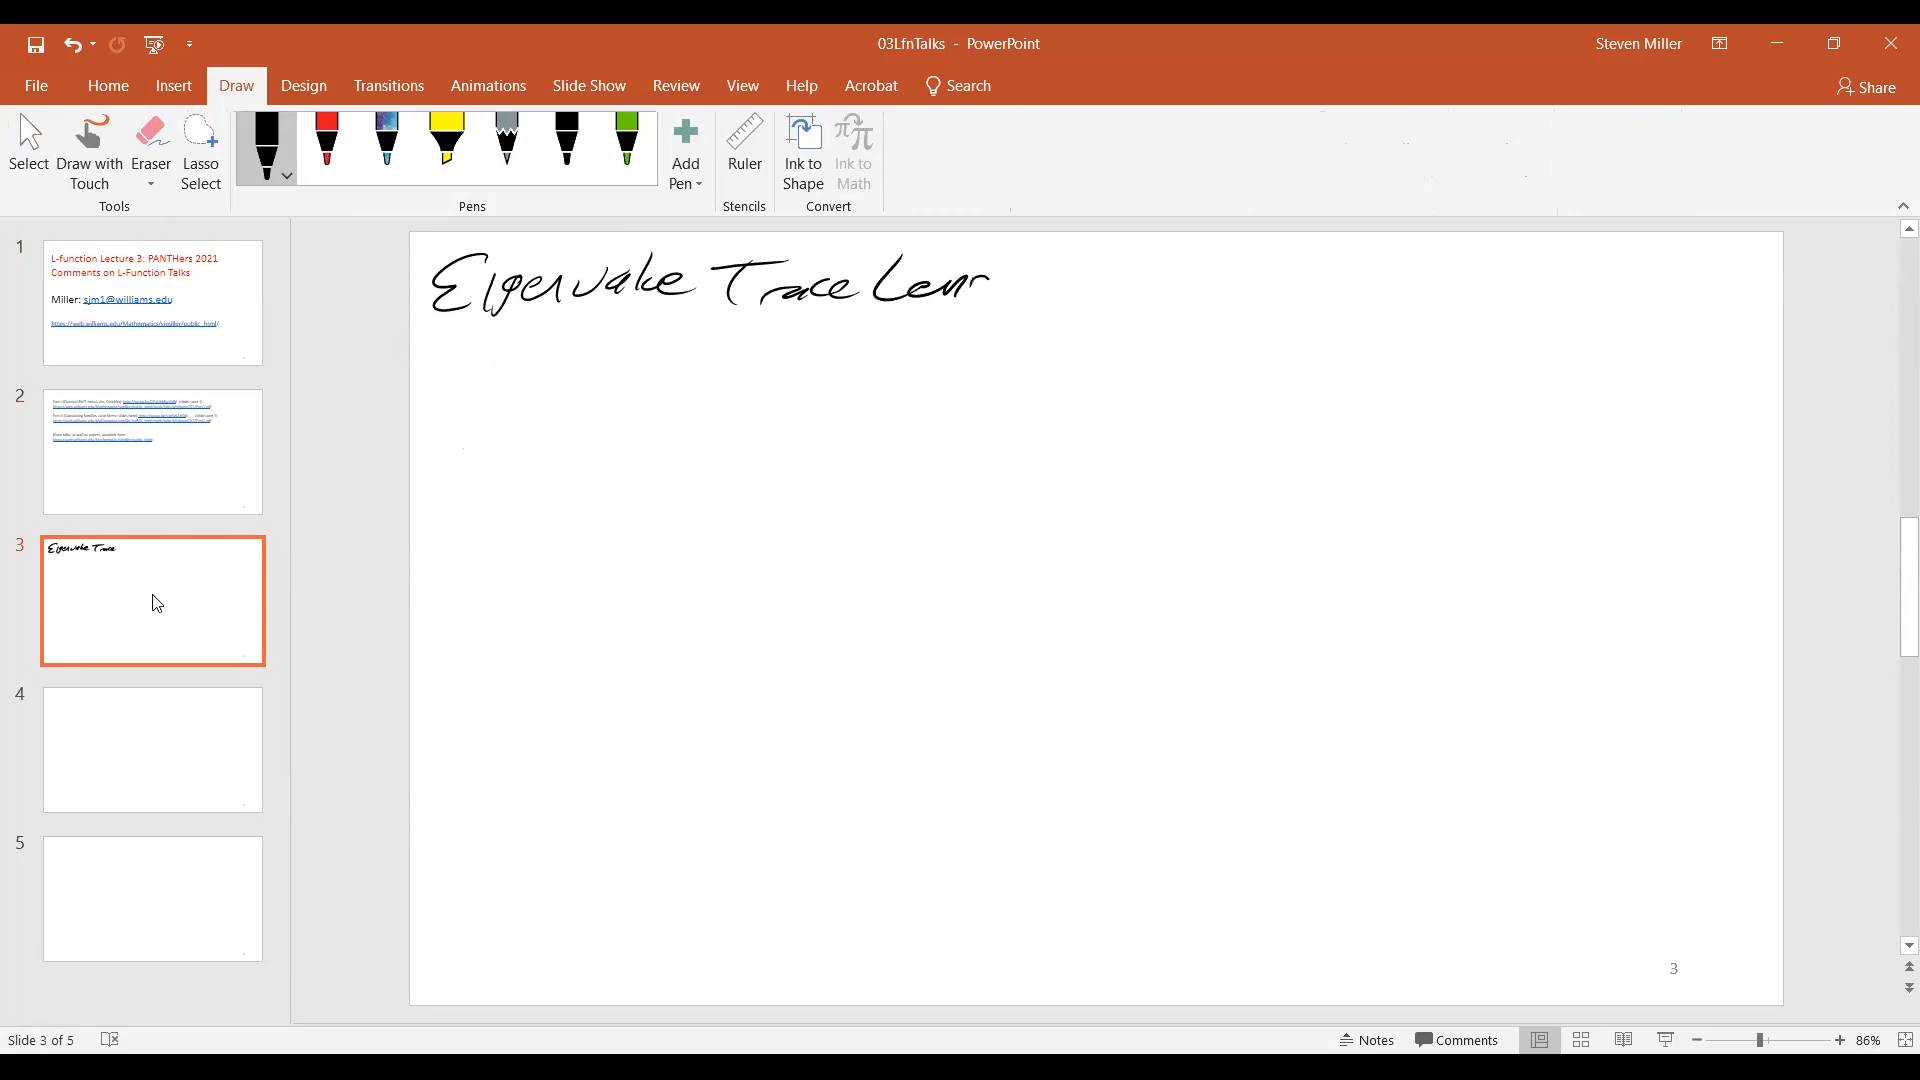 03LfnTalks - PowerPoint
Steven Miller
File Home Insert Draw Design Transitions Animations Slide Show Review View Help Acrobat Search
Share
Select
Draw with Touch
Eraser
Lasso Select
Add Pen
Ruler
Ink to Shape
Ink to Math
Tools
Pens
Stencils
Convert
1
L-function Lecture 3: PANTHers 2021
Comments on L-Function Talks
Miller: sjm1@williams.edu
2
3
Eigenvalue Trace
4
5
Eigenvalue Trace Lem
3
Slide 3 of 5
Notes
Comments
86%